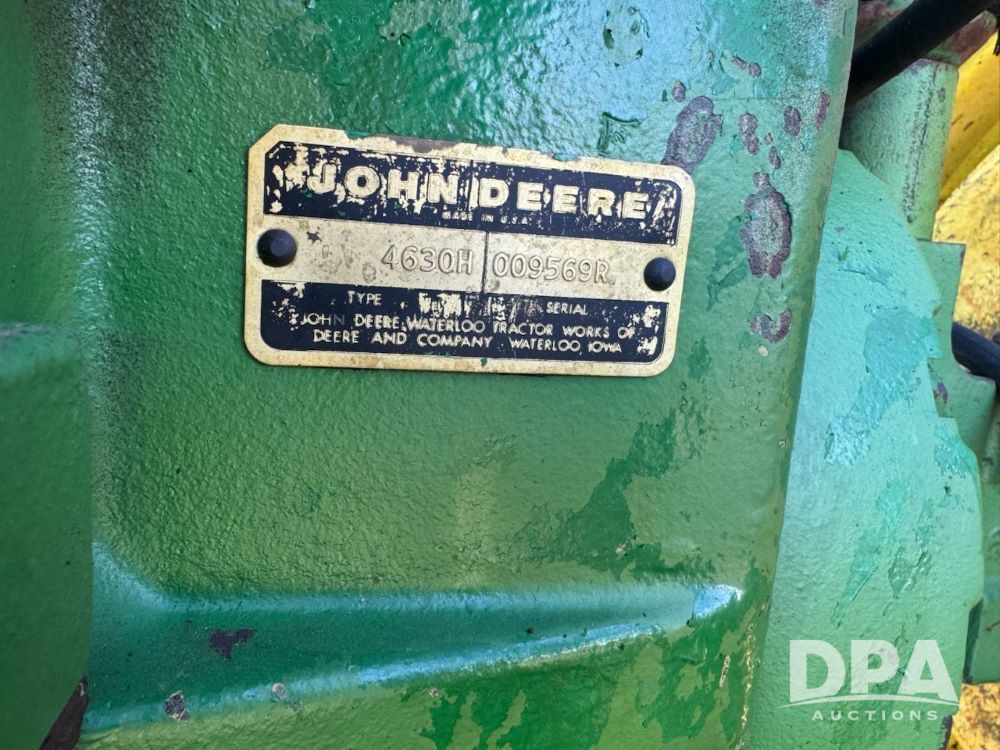 JOHN DEERE
MADE IN U.S.A.
4630H 009569R
TYPE SERIAL
JOHN DEERE WATERLOO TRACTOR WORKS OF
DEERE AND COMPANY WATERLOO, IOWA
DPA
AUCTIONS